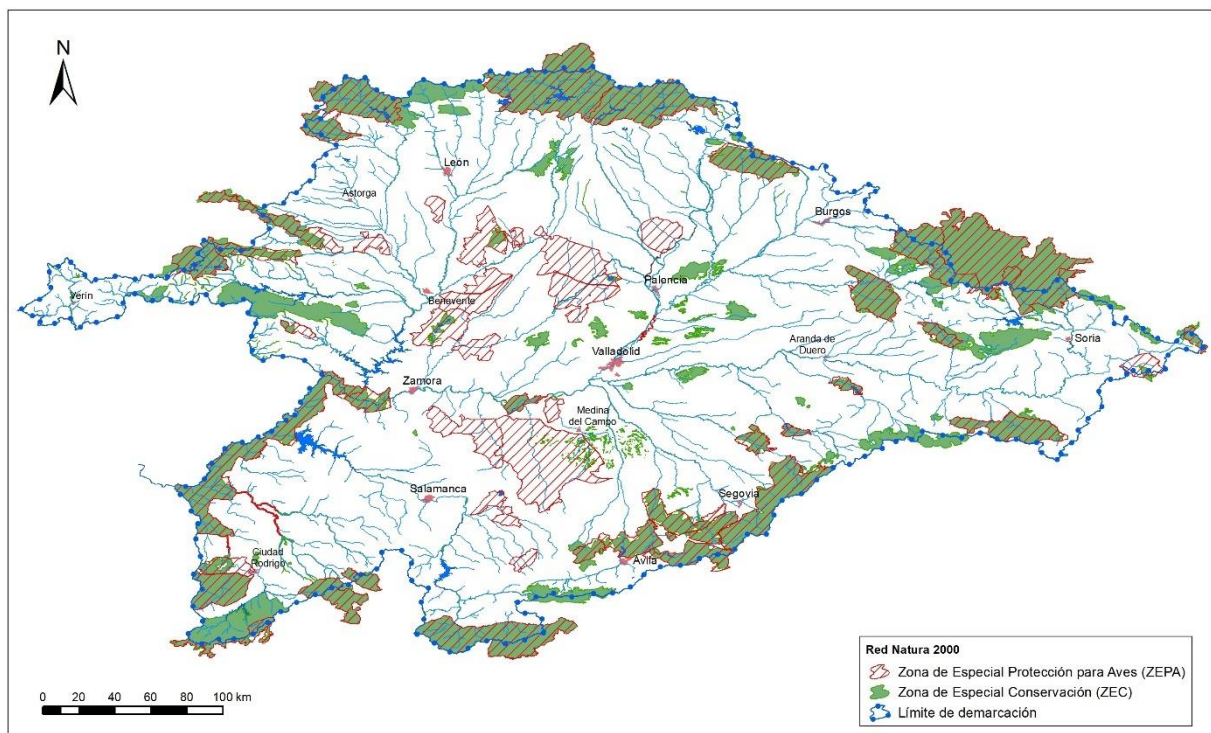 N
León
Astorga
Burgos
Verín
Benavente
Palencia
Valladolid
Aranda de
Duero
Soria
Zamora
Medina
del Campo
Salamanca
Segovia
Ciudad
Rodrigo
Ávila
0 10 20 40 60 80 100 km
Red Natura 2000
Zona de Especial Protección para Aves (ZEPA)
Zona de Especial Conservación (ZEC)
Límite de demarcación